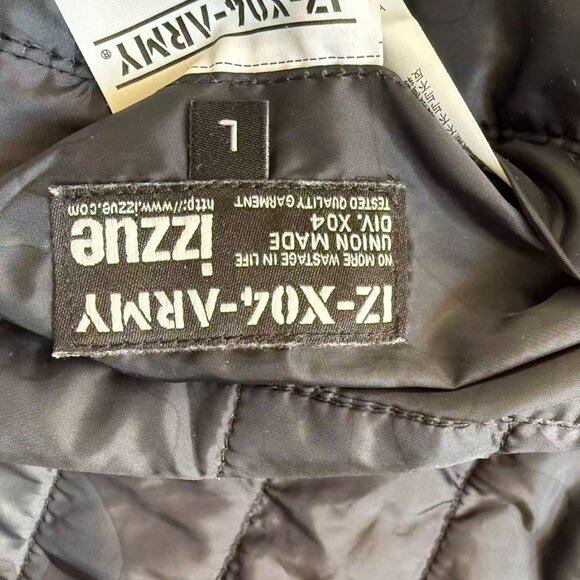 IZ-X04-ARMY
izzue
http://www.izzue.com
NO MORE WASTAGE IN LIFE
UNION MADE
DIV. X04
TESTED QUALITY GARMENT
L
IZ-X04-ARMY®